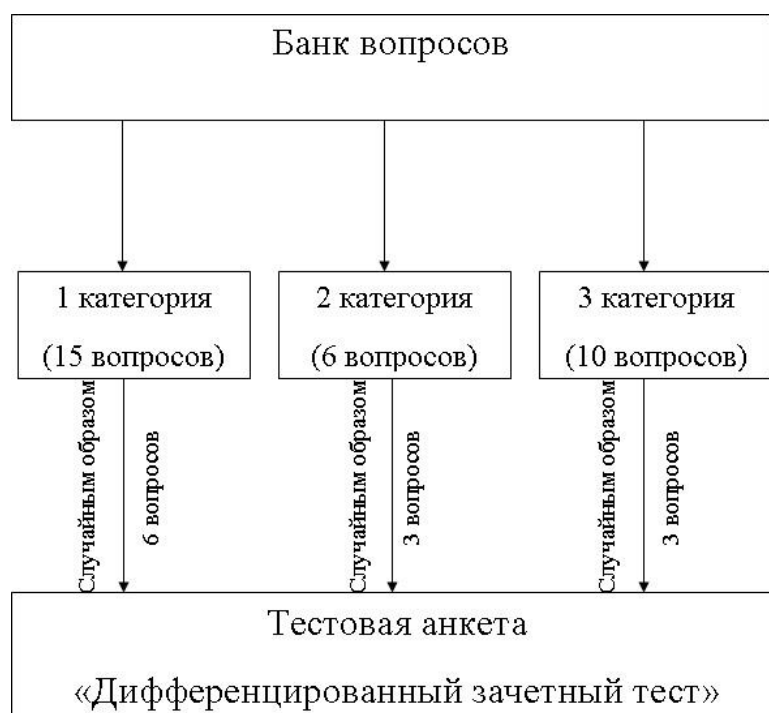 Банк вопросов
1 категория
(15 вопросов)
2 категория
(6 вопросов)
3 категория
(10 вопросов)
Случайным образом
6 вопросов
Случайным образом
3 вопросов
Случайным образом
3 вопросов
Тестовая анкета
«Дифференцированный зачетный тест»